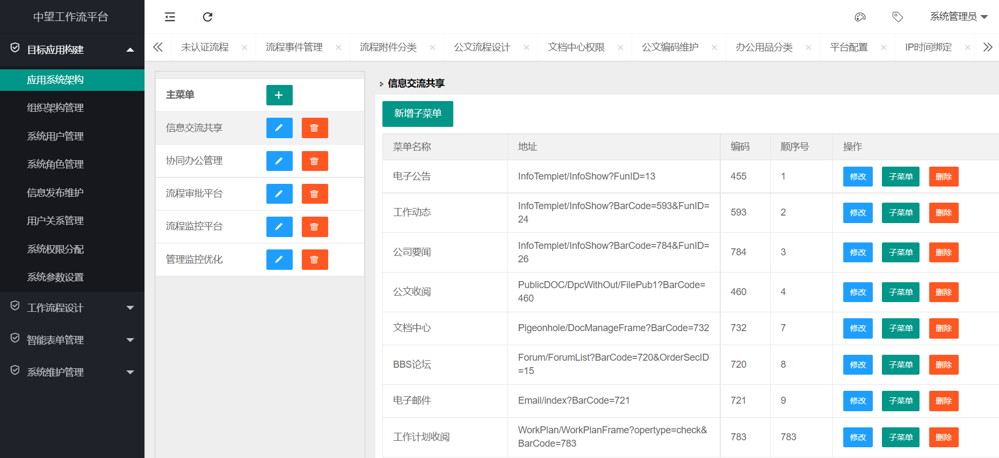 中望工作流平台
系统管理员
目标应用构建
应用系统架构
组织架构管理
系统用户管理
系统角色管理
信息发布维护
用户关系管理
系统权限分配
系统参数设置
工作流程设计
智能表单管理
系统维护管理
未认证流程
流程事件管理
流程附件分类
公文流程设计
文档中心权限
公文编码维护
办公用品分类
平台配置
IP时间绑定
主菜单
信息交流共享
协同办公管理
流程审批平台
流程监控平台
管理监控优化
信息交流共享
新增子菜单
菜单名称 地址 编码 顺序号 操作
电子公告 InfoTemplet/InfoShow?FunID=13 455 1 修改 子菜单 删除
工作动态 InfoTemplet/InfoShow?BarCode=593&FunID=
24 593 2 修改 子菜单 删除
公司要闻 InfoTemplet/InfoShow?BarCode=784&FunID=
26 784 3 修改 子菜单 删除
公文收阅 PublicDOC/DpcWithOut/FilePub1?BarCode=
460 460 4 修改 子菜单 删除
文档中心 Pigeonhole/DocManageFrame?BarCode=732 732 7 修改 子菜单 删除
BBS论坛 Forum/ForumList?BarCode=720&OrderSecID
=15 720 8 修改 子菜单 删除
电子邮件 Email/index?BarCode=721 721 9 修改 子菜单 删除
工作计划收阅 WorkPlan/WorkPlanFrame?opertype=check&
BarCode=783 783 783 修改 子菜单 删除